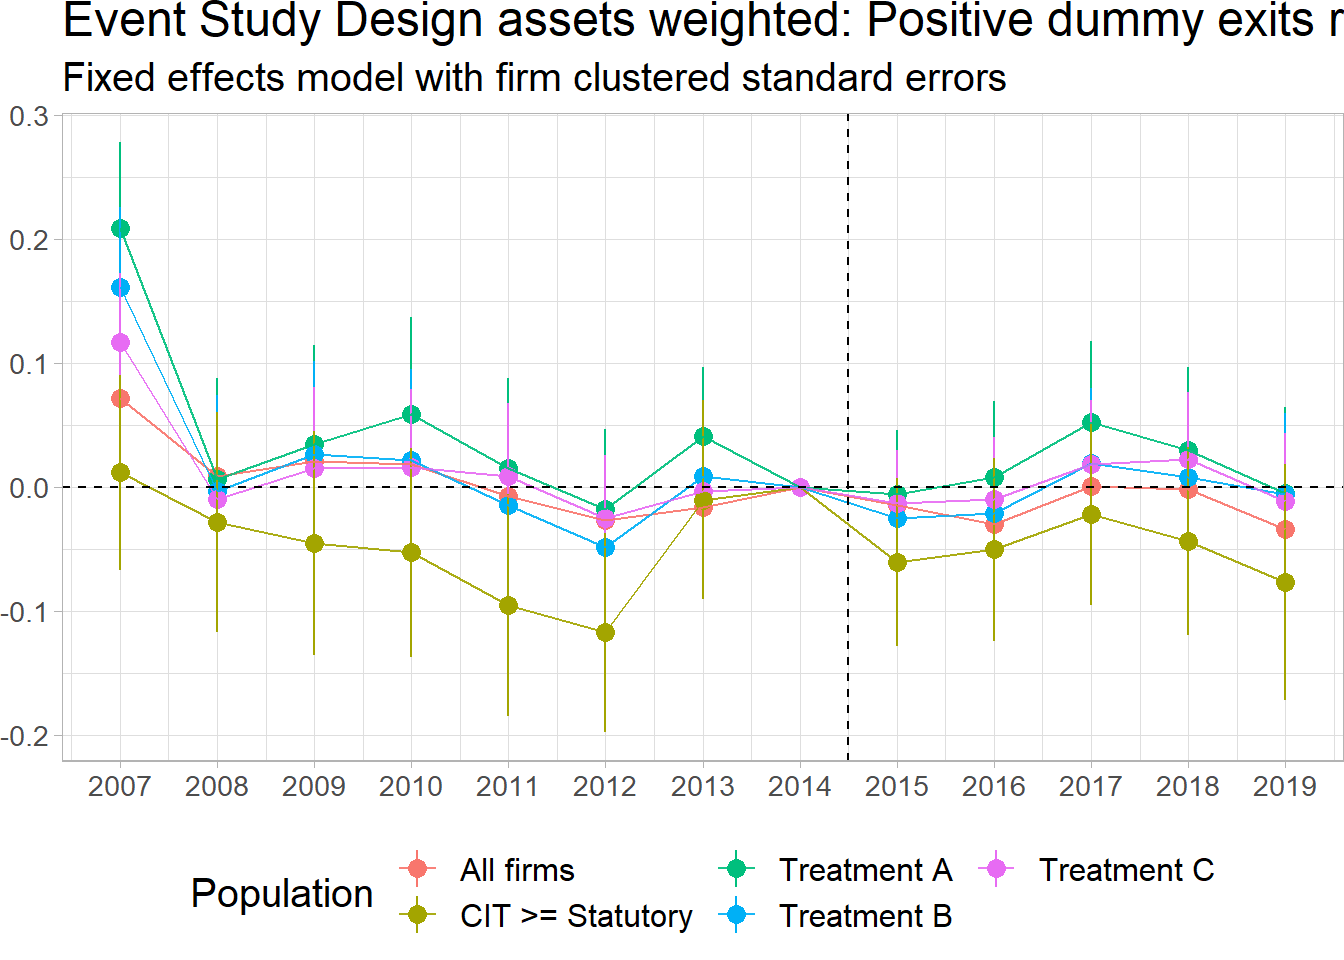 Event Study Design assets weighted: Positive dummy exits
Fixed effects model with firm clustered standard errors
0.3
0.2
0.1
0.0
-0.1
-0.2
2007 2008 2009 2010 2011 2012 2013 2014 2015 2016 2017 2018 2019
Population
All firms
CIT >= Statutory
Treatment A
Treatment B
Treatment C